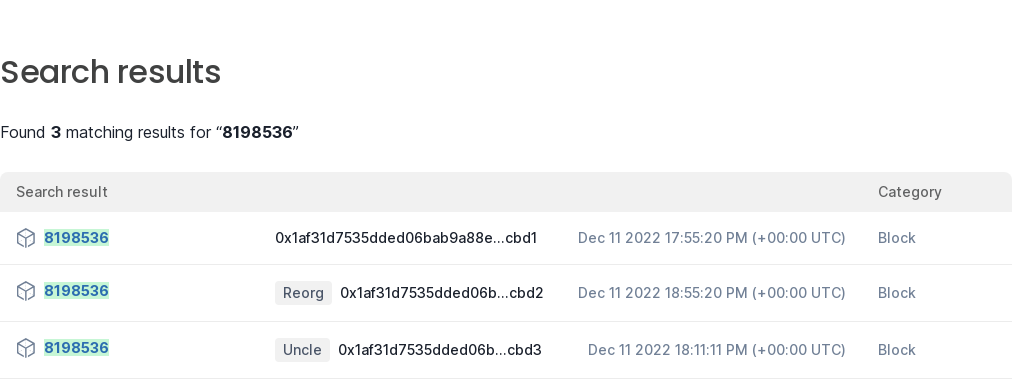 Search results
Found 3 matching results for “8198536”
Search result Category
8198536 0x1af31d7535dded06bab9a88e...cbd1 Dec 11 2022 17:55:20 PM (+00:00 UTC) Block
8198536 Reorg 0x1af31d7535dded06b...cbd2 Dec 11 2022 18:55:20 PM (+00:00 UTC) Block
8198536 Uncle 0x1af31d7535dded06b...cbd3 Dec 11 2022 18:11:11 PM (+00:00 UTC) Block